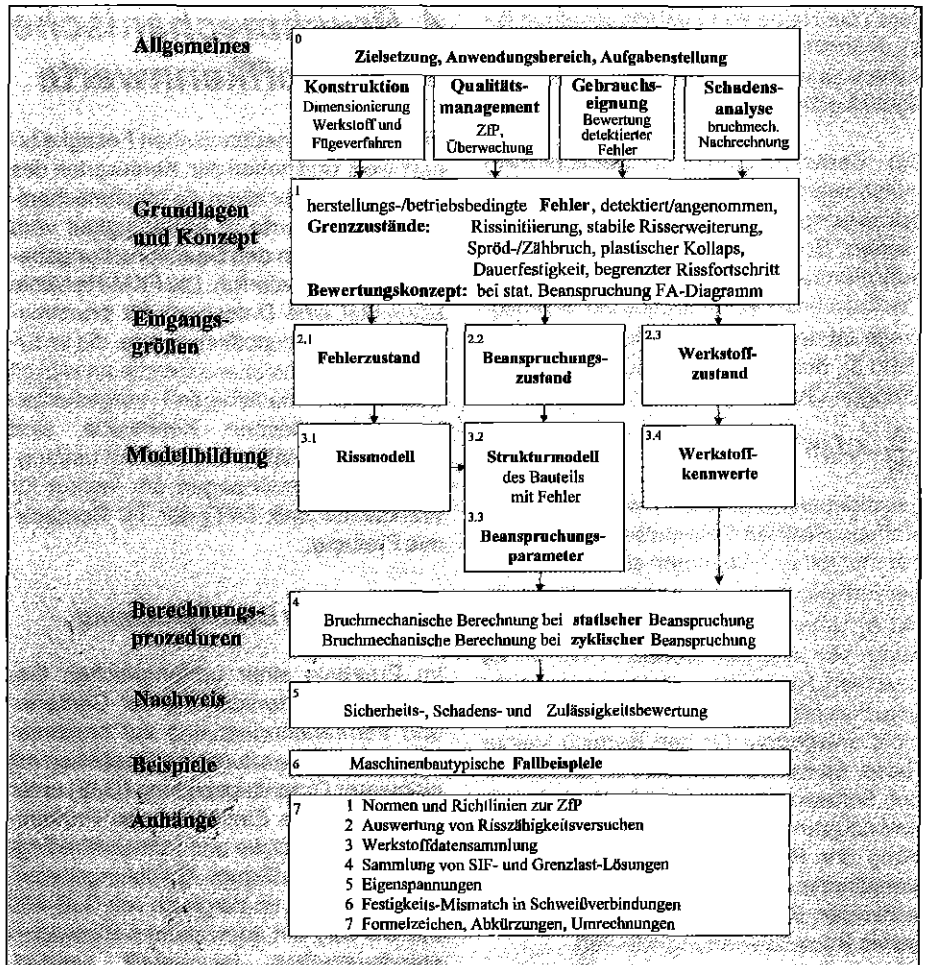 Allgemeines
0
Zielsetzung, Anwendungsbereich, Aufgabenstellung
Konstruktion
Dimensionierung
Werkstoff und
Fügeverfahren
Qualitäts-
management
ZfP,
Überwachung
Gebrauchs-
eignung
Bewertung
detektierter
Fehler
Schadens-
analyse
bruchmech.
Nachrechnung
Grundlagen
und Konzept
1
herstellungs-/betriebsbedingte Fehler, detektiert/angenommen,
Grenzzustände: Rissinitiierung, stabile Risserweiterung,
Spröd-/Zähbruch, plastischer Kollaps,
Dauerfestigkeit, begrenzter Rissfortschritt
Bewertungskonzept: bei stat. Beanspruchung FA-Diagramm
Eingangs-
größen
2.1
Fehlerzustand
2.2
Beanspruchungs-
zustand
2.3
Werkstoff-
zustand
Modellbildung
3.1
Rissmodell
3.2
Strukturmodell
des Bauteils
mit Fehler
3.3
Beanspruchungs-
parameter
3.4
Werkstoff-
kennwerte
Berechnungs-
prozeduren
4
Bruchmechanische Berechnung bei statischer Beanspruchung
Bruchmechanische Berechnung bei zyklischer Beanspruchung
Nachweis
5
Sicherheits-, Schadens- und Zulässigkeitsbewertung
Beispiele
6
Maschinenbautypische Fallbeispiele
Anhänge
7
1 Normen und Richtlinien zur ZfP
2 Auswertung von Risszähigkeitsversuchen
3 Werkstoffdatensammlung
4 Sammlung von SIF- und Grenzlast-Lösungen
5 Eigenspannungen
6 Festigkeits-Mismatch in Schweißverbindungen
7 Formelzeichen, Abkürzungen, Umrechnungen